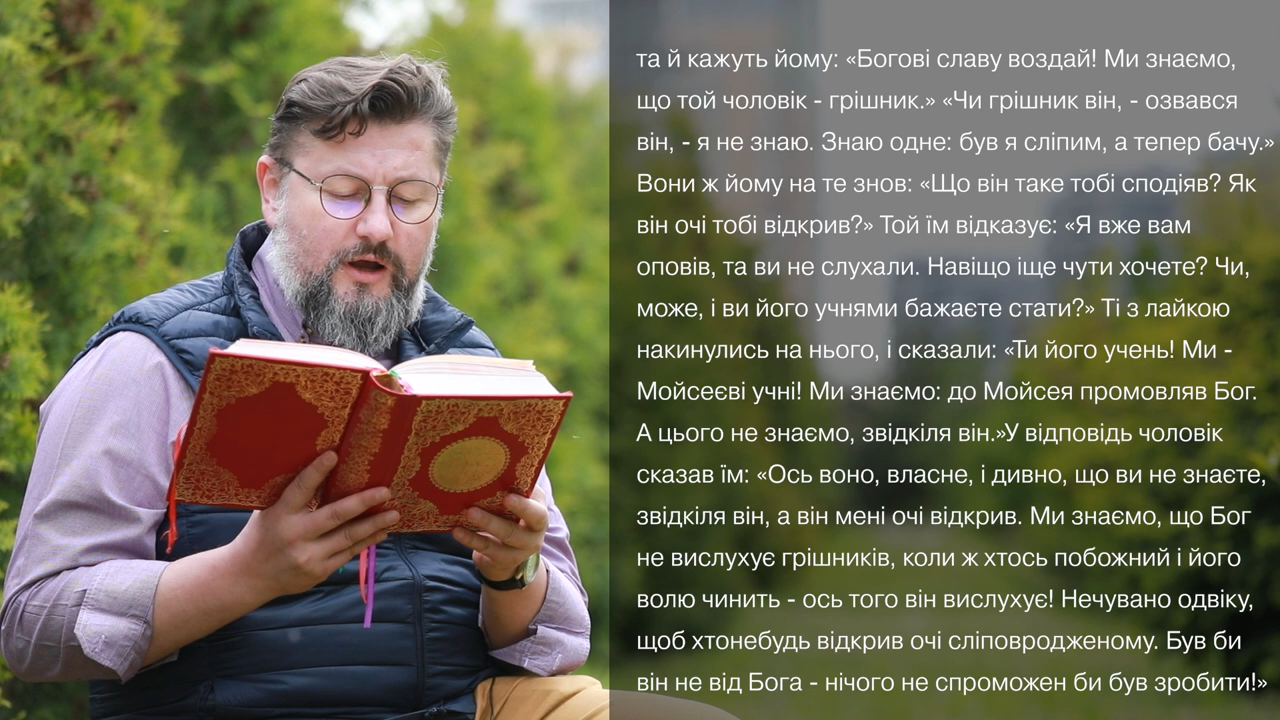 та й кажуть йому: «Богові славу воздай! Ми знаємо,
що той чоловік - грішник.» «Чи грішник він, - озвався
він, - я не знаю. Знаю одне: був я сліпим, а тепер бачу.»
Вони ж йому на те знов: «Що він таке тобі сподіяв? Як
він очі тобі відкрив?» Той їм відказує: «Я вже вам
оповів, та ви не слухали. Навіщо іще чути хочете? Чи,
може, і ви його учнями бажаєте стати?» Ті з лайкою
накинулись на нього, і сказали: «Ти його учень! Ми -
Мойсеєві учні! Ми знаємо: до Мойсея промовляв Бог.
А цього не знаємо, звідкіля він.»У відповідь чоловік
сказав їм: «Ось воно, власне, і дивно, що ви не знаєте,
звідкіля він, а він мені очі відкрив. Ми знаємо, що Бог
не вислухує грішників, коли ж хтось побожний і його
волю чинить - ось того він вислухує! Нечувано одвіку,
щоб хтонебудь відкрив очі сліповродженому. Був би
він не від Бога - нічого не спроможен би був зробити!»